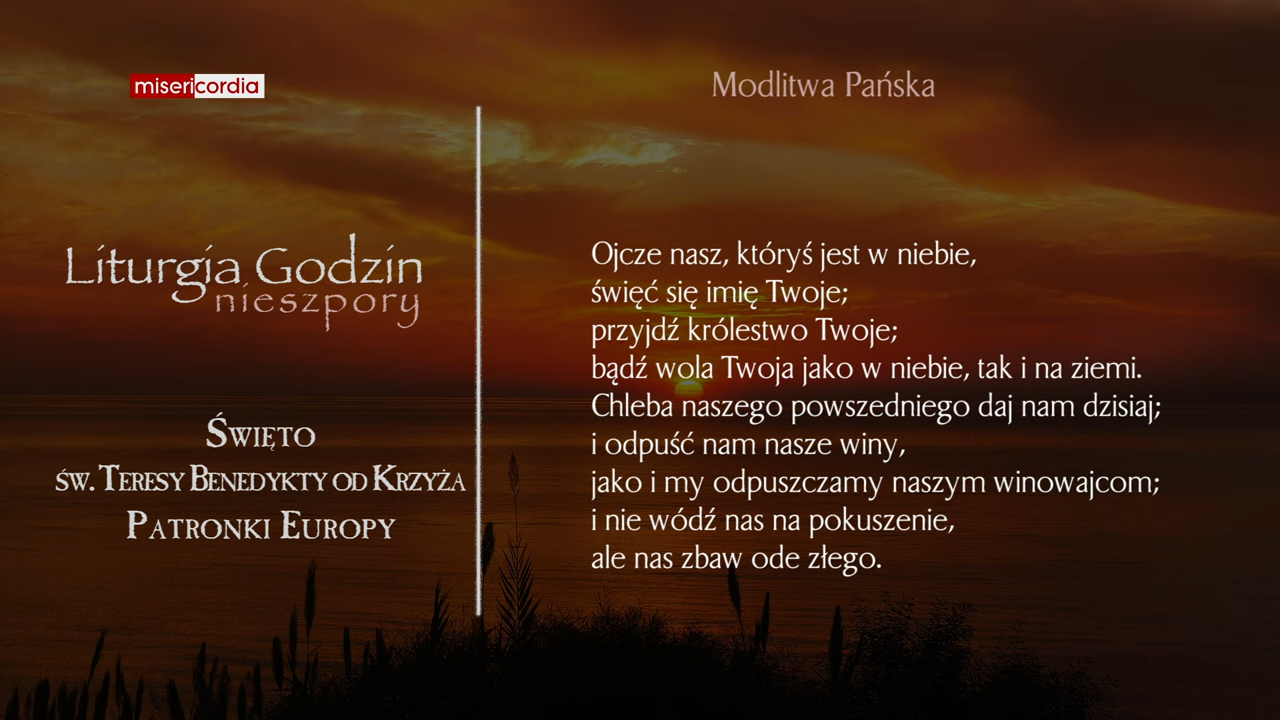 misericordia
Liturgia Godzin
nieszpory
Święto
św. Teresy Benedykty od Krzyża
Patronki Europy
Modlitwa Pańska
Ojcze nasz, któryś jest w niebie,
święć się imię Twoje;
przyjdź królestwo Twoje;
bądź wola Twoja jako w niebie, tak i na ziemi.
Chleba naszego powszedniego daj nam dzisiaj;
i odpuść nam nasze winy,
jako i my odpuszczamy naszym winowajcom;
i nie wódź nas na pokuszenie,
ale nas zbaw ode złego.